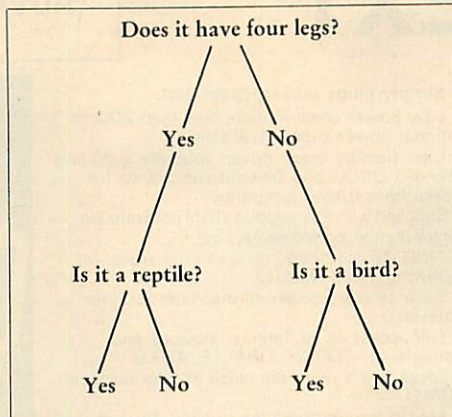 Does it have four legs?
Yes No
Is it a reptile? Is it a bird?
Yes No Yes No